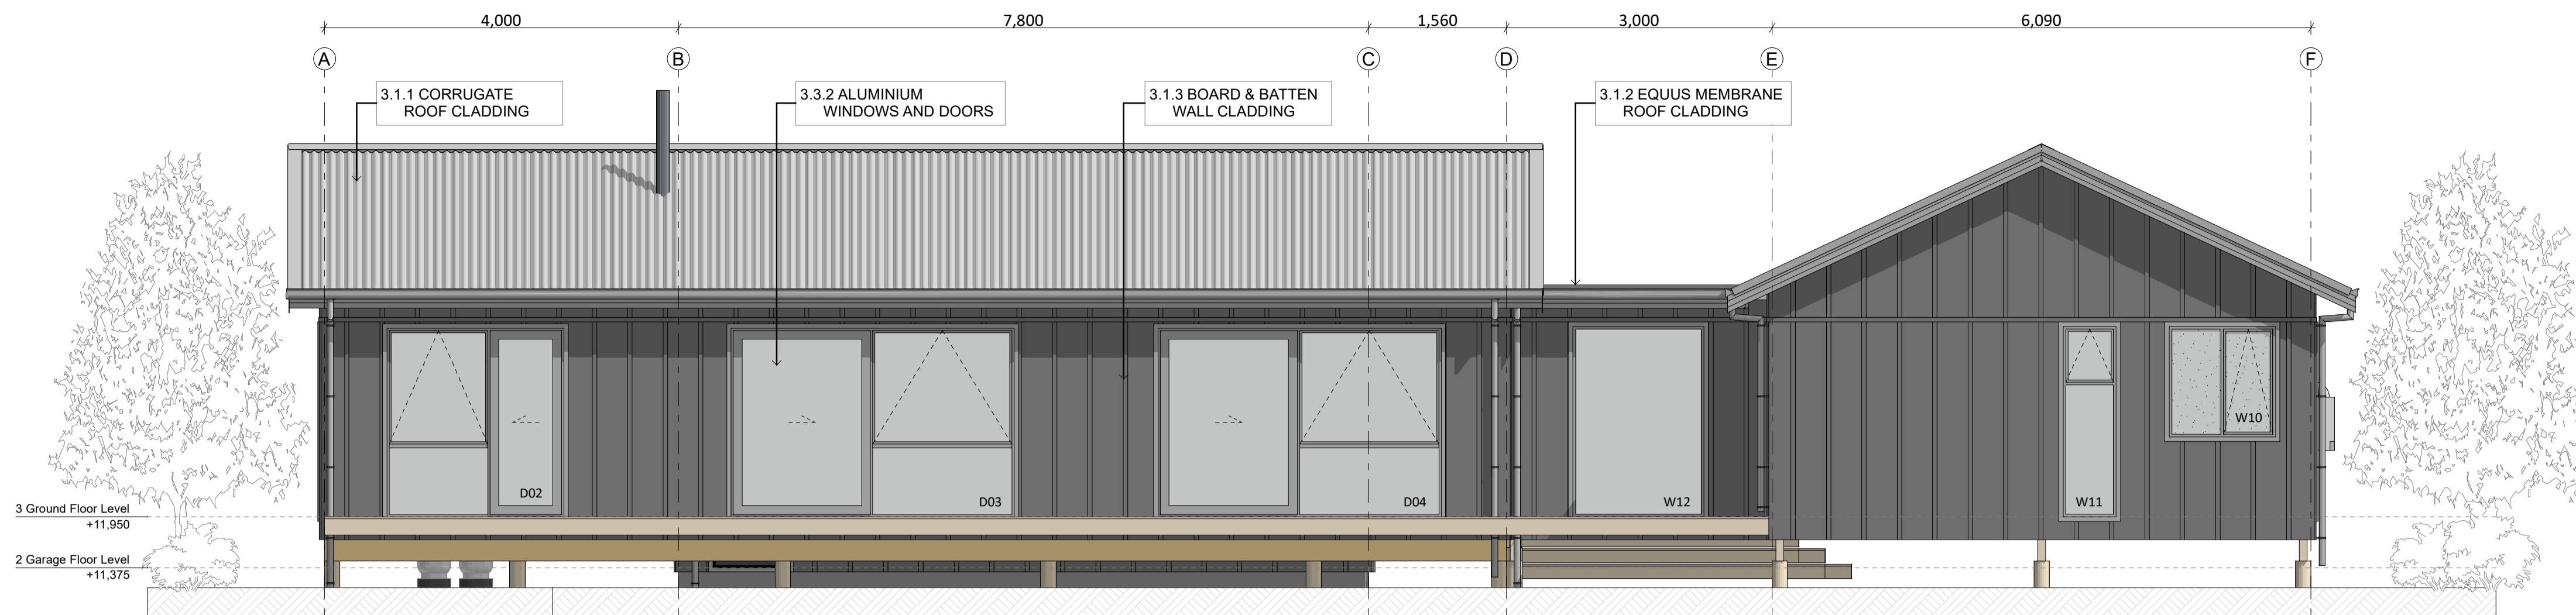 4,000 7,800 1,560 3,000 6,090
A B C D E F
3.1.1 CORRUGATE
ROOF CLADDING
3.3.2 ALUMINIUM
WINDOWS AND DOORS
3.1.3 BOARD & BATTEN
WALL CLADDING
3.1.2 EQUUS MEMBRANE
ROOF CLADDING
W10
D02
D03
D04
W12
W11
3 Ground Floor Level
+11,950
2 Garage Floor Level
+11,375